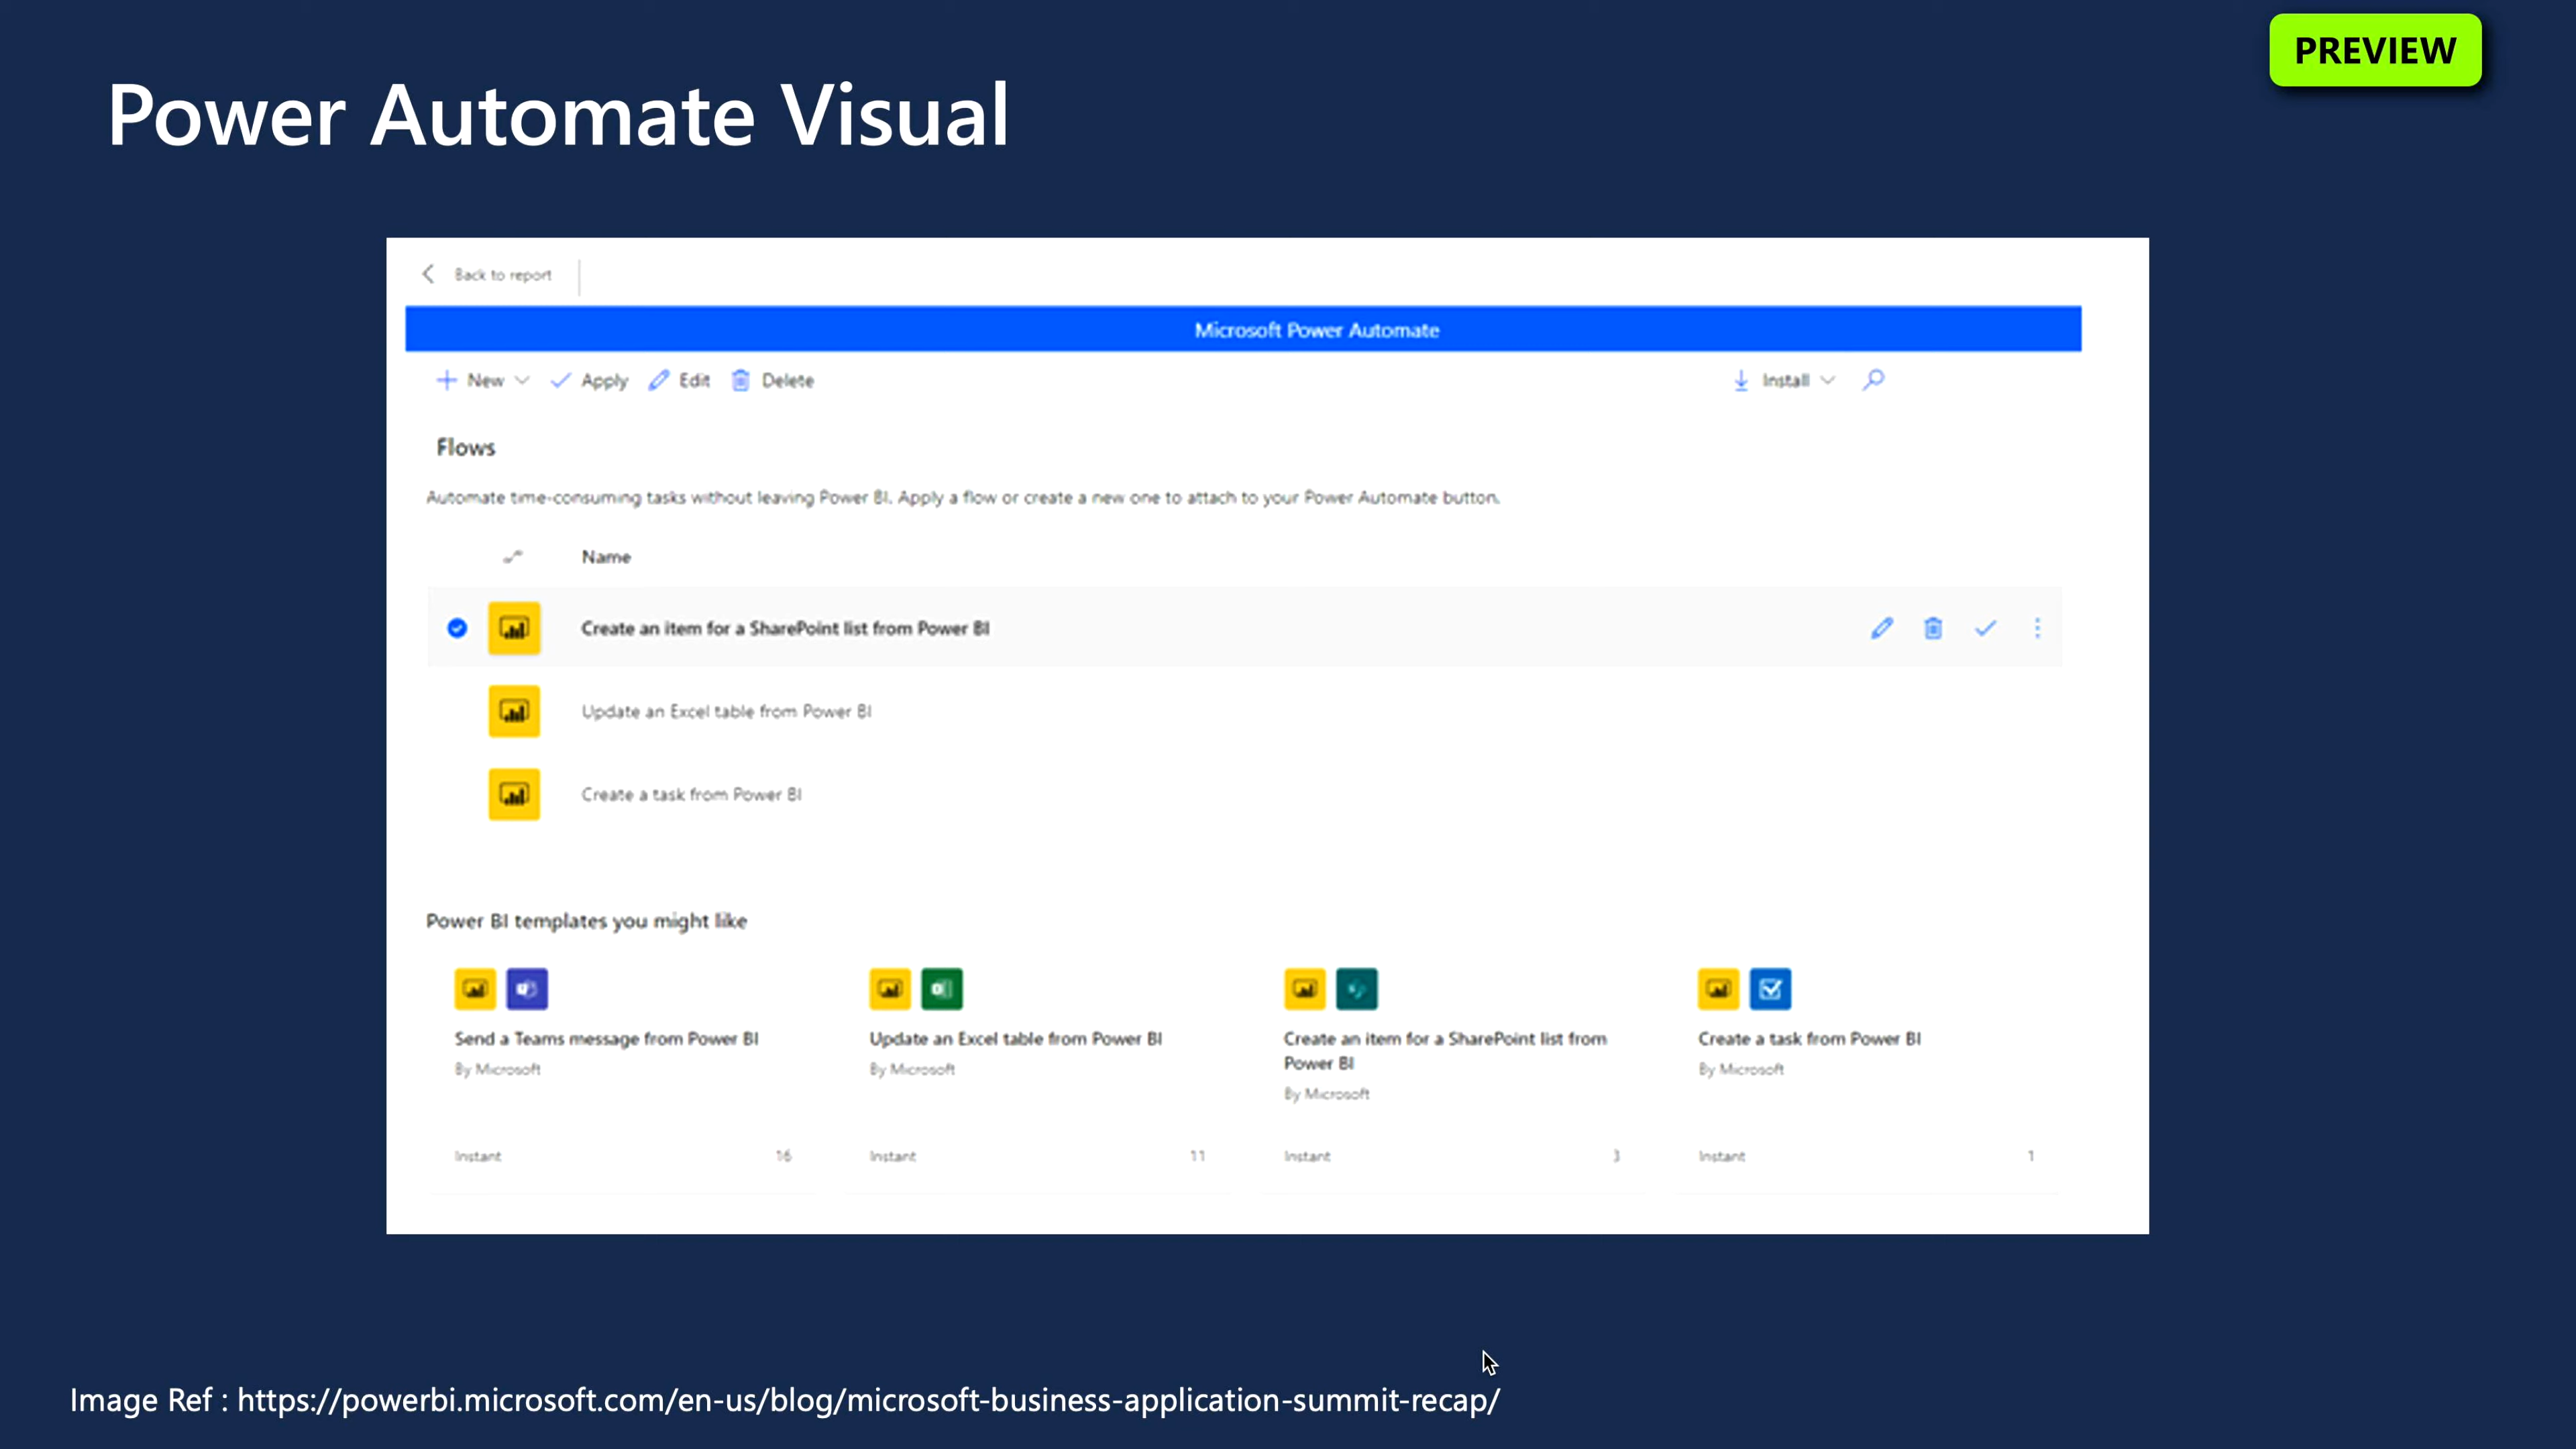 PREVIEW
Power Automate Visual
Back to report
Microsoft Power Automate
New Apply Edit Delete Install
Flows
Automate time-consuming tasks without leaving Power BI. Apply a flow or create a new one to attach to your Power Automate button.
Name
Create an item for a SharePoint list from Power BI
Update an Excel table from Power BI
Create a task from Power BI
Power BI templates you might like
Send a Teams message from Power BI
By Microsoft
Instant 16
Update an Excel table from Power BI
By Microsoft
Instant 11
Create an item for a SharePoint list from
Power BI
By Microsoft
Instant 3
Create a task from Power BI
By Microsoft
Instant 1
Image Ref : https://powerbi.microsoft.com/en-us/blog/microsoft-business-application-summit-recap/